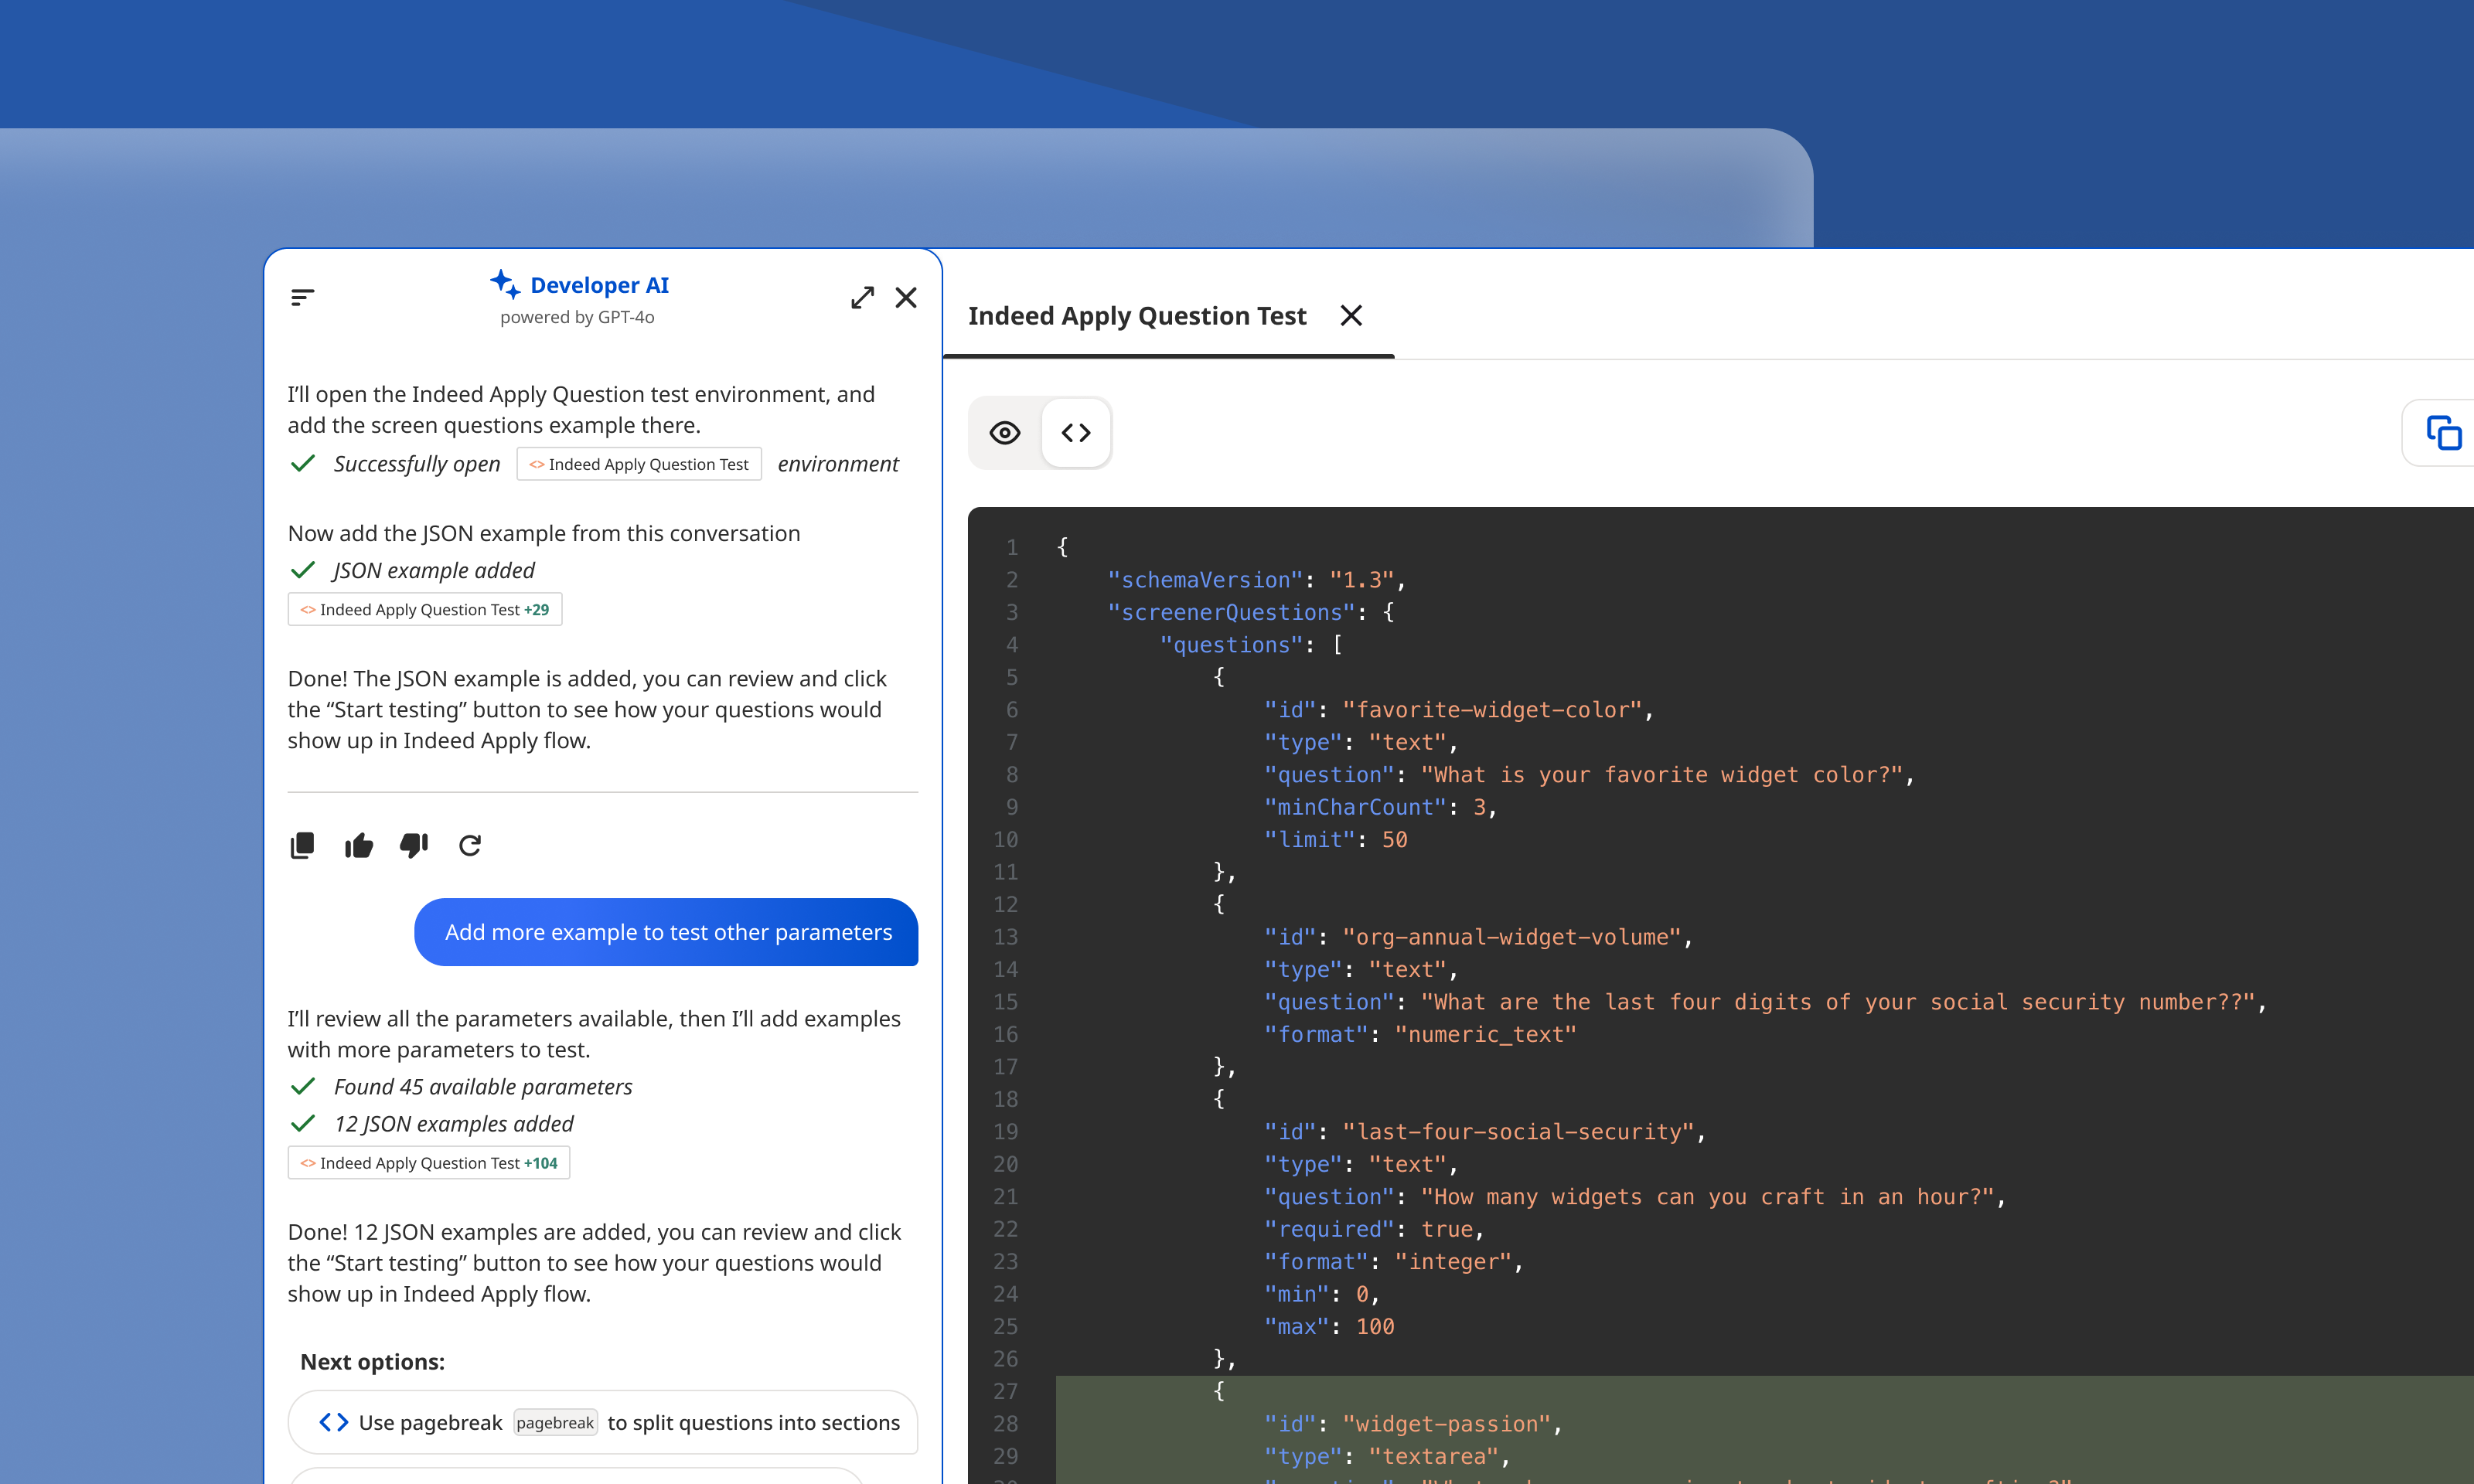 Developer AI
powered by GPT-4o
I’ll open the Indeed Apply Question test environment, and
add the screen questions example there.
Successfully open <> Indeed Apply Question Test environment
Now add the JSON example from this conversation
JSON example added
<> Indeed Apply Question Test +29
Done! The JSON example is added, you can review and click
the “Start testing” button to see how your questions would
show up in Indeed Apply flow.
Add more example to test other parameters
I’ll review all the parameters available, then I’ll add examples
with more parameters to test.
Found 45 available parameters
12 JSON examples added
<> Indeed Apply Question Test +104
Done! 12 JSON examples are added, you can review and click
the “Start testing” button to see how your questions would
show up in Indeed Apply flow.
Next options:
<> Use pagebreak pagebreak to split questions into sections
Indeed Apply Question Test
1 {
2 "schemaVersion": "1.3",
3 "screenerQuestions": {
4 "questions": [
5 {
6 "id": "favorite-widget-color",
7 "type": "text",
8 "question": "What is your favorite widget color?",
9 "minCharCount": 3,
10 "limit": 50
11 },
12 {
13 "id": "org-annual-widget-volume",
14 "type": "text",
15 "question": "What are the last four digits of your social security number??",
16 "format": "numeric_text"
17 },
18 {
19 "id": "last-four-social-security",
20 "type": "text",
21 "question": "How many widgets can you craft in an hour?",
22 "required": true,
23 "format": "integer",
24 "min": 0,
25 "max": 100
26 },
27 {
28 "id": "widget-passion",
29 "type": "textarea",